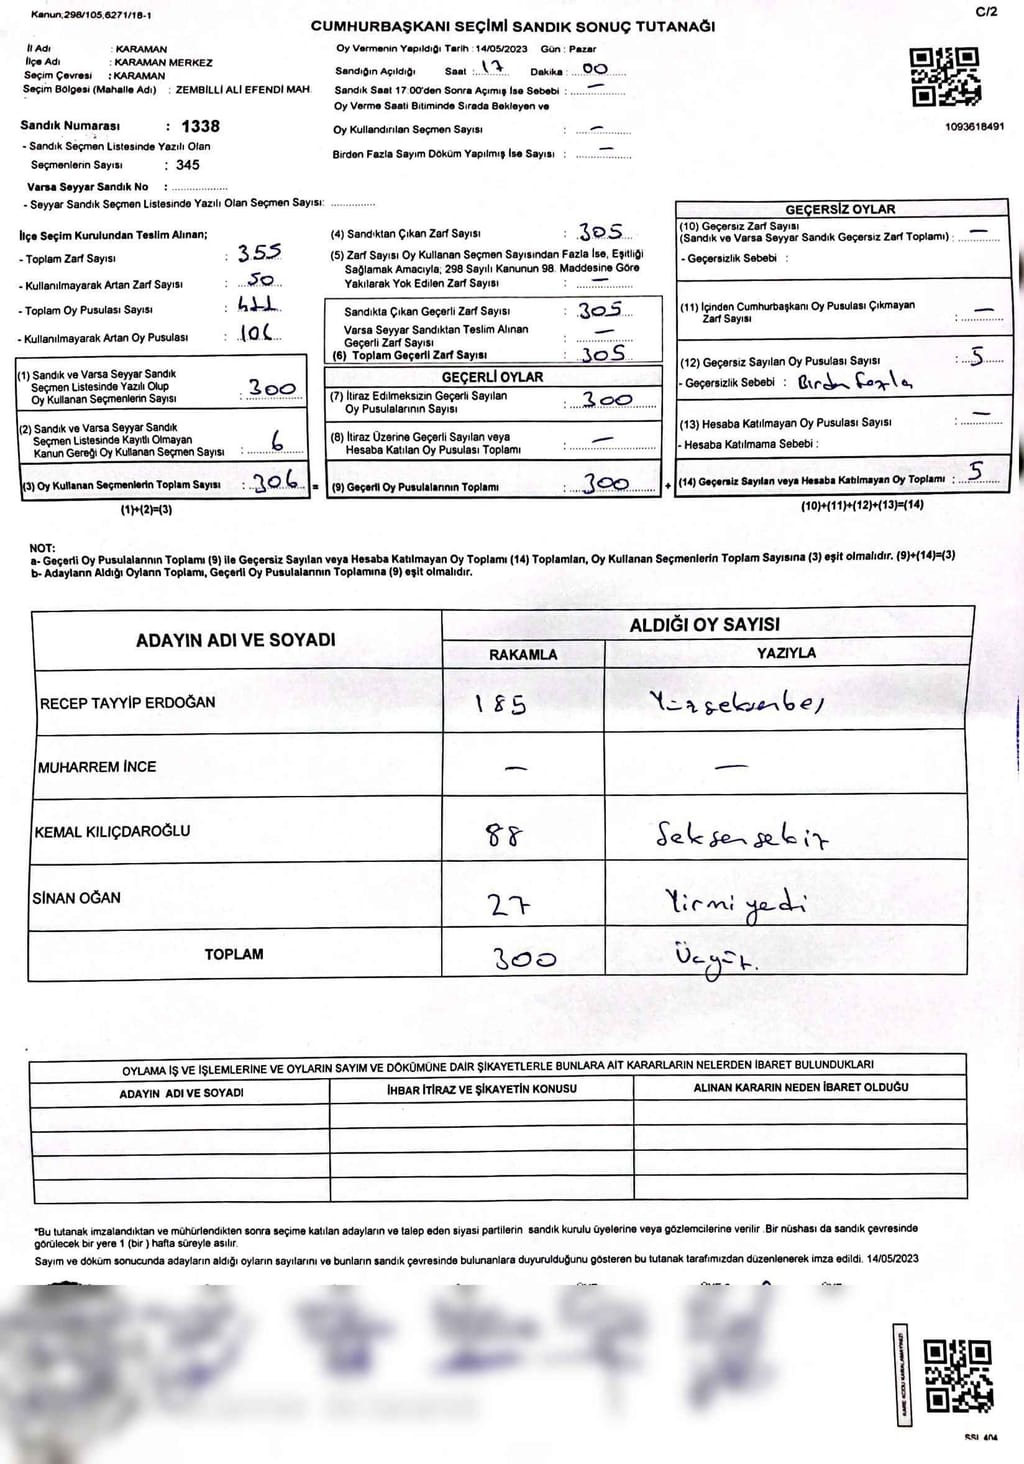 Kanun,298/105,6271/18-1
C/2
CUMHURBAŞKANI SEÇİMİ SANDIK SONUÇ TUTANAĞI
İl Adı : KARAMAN
İlçe Adı : KARAMAN MERKEZ
Seçim Çevresi : KARAMAN
Seçim Bölgesi (Mahalle Adı) : ZEMBİLLİ ALİ EFENDİ MAH.
Oy Vermenin Yapıldığı Tarih : 14/05/2023 Gün : Pazar
Sandığın Açıldığı Saat : 17 Dakika : 00
Sandık Saat 17.00'den Sonra Açımış İse Sebebi : —
Oy Verme Saati Bitiminde Sırada Bekleyen ve
Oy Kullandırılan Seçmen Sayısı : —
Birden Fazla Sayım Döküm Yapılmış İse Sayısı : —
1093618491
Sandık Numarası : 1338
- Sandık Seçmen Listesinde Yazılı Olan
Seçmenlerin Sayısı : 345
Varsa Seyyar Sandık No : ..................
- Seyyar Sandık Seçmen Listesinde Yazılı Olan Seçmen Sayısı: ..............
İlçe Seçim Kurulundan Teslim Alınan;
- Toplam Zarf Sayısı : 355
- Kullanılmayarak Artan Zarf Sayısı : 50
- Toplam Oy Pusulası Sayısı : 411
- Kullanılmayarak Artan Oy Pusulası : 106
(1) Sandık ve Varsa Seyyar Sandık
Seçmen Listesinde Yazılı Olup
Oy Kullanan Seçmenlerin Sayısı : 300
(2) Sandık ve Varsa Seyyar Sandık
Seçmen Listesinde Kayıtlı Olmayan
Kanun Gereği Oy Kullanan Seçmen Sayısı : 6
(3) Oy Kullanan Seçmenlerin Toplam Sayısı : 306 =
(1)+(2)=(3)
(4) Sandıktan Çıkan Zarf Sayısı : 305
(5) Zarf Sayısı Oy Kullanan Seçmen Sayısından Fazla İse, Eşitliği
Sağlamak Amacıyla; 298 Sayılı Kanunun 98. Maddesine Göre
Yakılarak Yok Edilen Zarf Sayısı : —
Sandıkta Çıkan Geçerli Zarf Sayısı : 305
Varsa Seyyar Sandıktan Teslim Alınan
Geçerli Zarf Sayısı : —
(6) Toplam Geçerli Zarf Sayısı : 305
GEÇERLİ OYLAR
(7) İtiraz Edilmeksizin Geçerli Sayılan
Oy Pusulalarının Sayısı : 300
(8) İtiraz Üzerine Geçerli Sayılan veya
Hesaba Katılan Oy Pusulası Toplamı : —
(9) Geçerli Oy Pusulalarının Toplamı : 300 +
GEÇERSİZ OYLAR
(10) Geçersiz Zarf Sayısı
(Sandık ve Varsa Seyyar Sandık Geçersiz Zarf Toplamı) : —
- Geçersizlik Sebebi :
(11) İçinden Cumhurbaşkanı Oy Pusulası Çıkmayan
Zarf Sayısı : —
(12) Geçersiz Sayılan Oy Pusulası Sayısı : 5
- Geçersizlik Sebebi : Birden Fazla
(13) Hesaba Katılmayan Oy Pusulası Sayısı : —
- Hesaba Katılmama Sebebi :
(14) Geçersiz Sayılan veya Hesaba Katılmayan Oy Toplamı : 5
(10)+(11)+(12)+(13)=(14)
NOT:
a- Geçerli Oy Pusulalarının Toplamı (9) ile Geçersiz Sayılan veya Hesaba Katılmayan Oy Toplamı (14) Toplamları, Oy Kullanan Seçmenlerin Toplam Sayısına (3) eşit olmalıdır. (9)+(14)=(3)
b- Adayların Aldığı Oyların Toplamı, Geçerli Oy Pusulalarının Toplamına (9) eşit olmalıdır.
ADAYIN ADI VE SOYADI
ALDIĞI OY SAYISI
RAKAMLA YAZIYLA
RECEP TAYYİP ERDOĞAN 185 Yüzseksenbeş
MUHARREM İNCE — —
KEMAL KILIÇDAROĞLU 88 Seksensekiz
SİNAN OĞAN 27 Yirmi yedi
TOPLAM 300 Üçyüz.
OYLAMA İŞ VE İŞLEMLERİNE VE OYLARIN SAYIM VE DÖKÜMÜNE DAİR ŞİKAYETLERLE BUNLARA AİT KARARLARIN NELERDEN İBARET BULUNDUKLARI
ADAYIN ADI VE SOYADI İHBAR İTİRAZ VE ŞİKAYETİN KONUSU ALINAN KARARIN NEDEN İBARET OLDUĞU
*Bu tutanak imzalandıktan ve mühürlendikten sonra seçime katılan adayların ve talep eden siyasi partilerin sandık kurulu üyelerine veya gözlemcilerine verilir .Bir nüshası da sandık çevresinde
görülecek bir yere 1 (bir ) hafta süreyle asılır.
Sayım ve döküm sonucunda adayların aldığı oyların sayılarını ve bunların sandık çevresinde bulunanlara duyurulduğunu gösteren bu tutanak tarafımızdan düzenlenerek imza edildi. 14/05/2023
KARE KODU KARALAMAYINIZ!
SSI 404